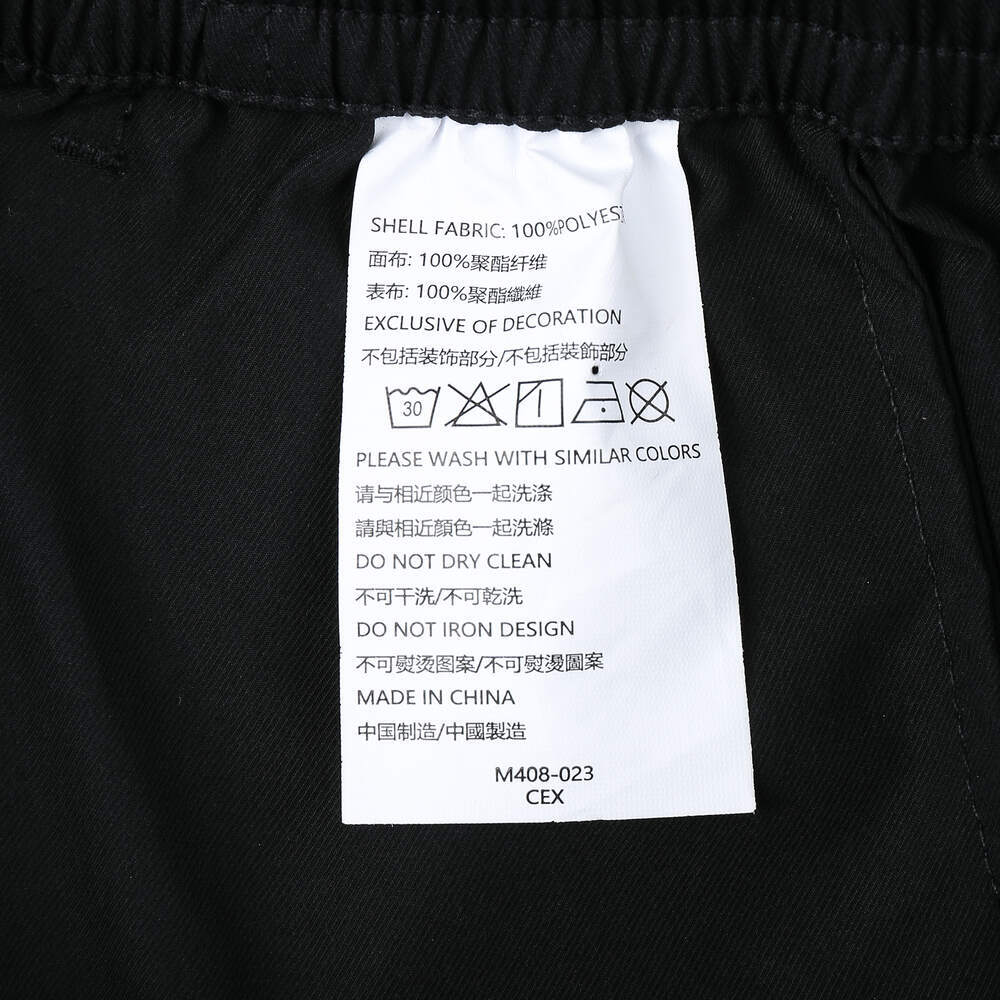 SHELL FABRIC: 100%POLYES
面布: 100%聚酯纤维
表布: 100%聚酯纖維
EXCLUSIVE OF DECORATION
不包括装饰部分/不包括裝飾部分
30
PLEASE WASH WITH SIMILAR COLORS
请与相近颜色一起洗涤
請與相近顏色一起洗滌
DO NOT DRY CLEAN
不可干洗/不可乾洗
DO NOT IRON DESIGN
不可熨烫图案/不可熨燙圖案
MADE IN CHINA
中国制造/中國製造
M408-023
CEX